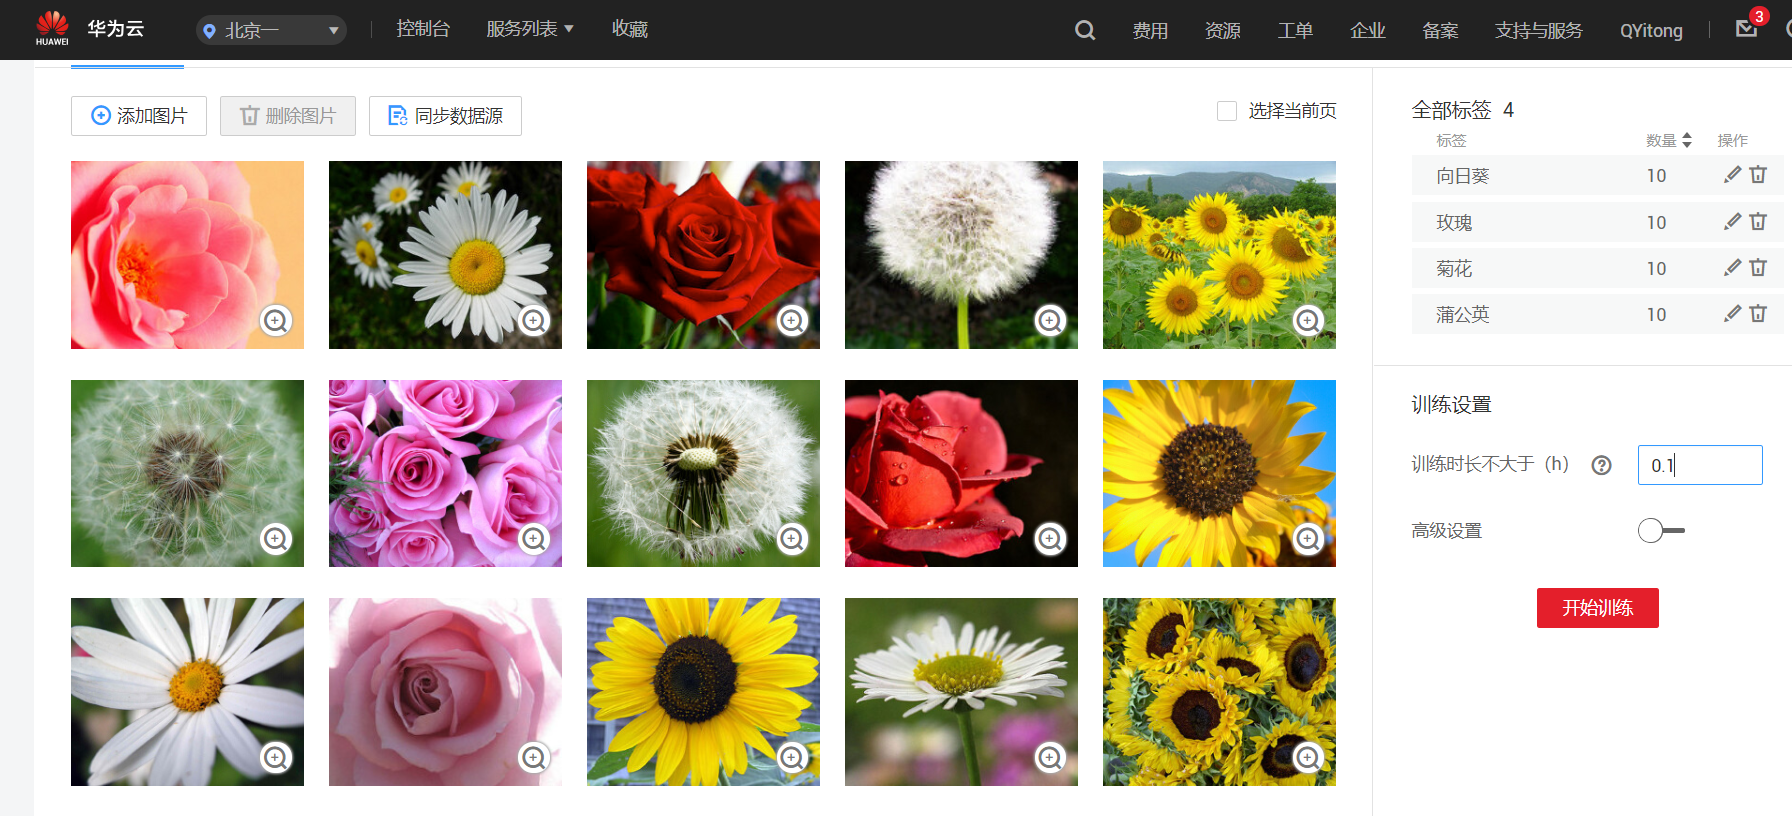 HUAWEI
华为云
北京一
控制台
服务列表
收藏
费用
资源
工单
企业
备案
支持与服务
QYitong
3
添加图片
删除图片
同步数据源
选择当前页
全部标签 4
标签 数量 操作
向日葵 10
玫瑰 10
菊花 10
蒲公英 10
训练设置
训练时长不大于（h） ? 0.1
高级设置
开始训练